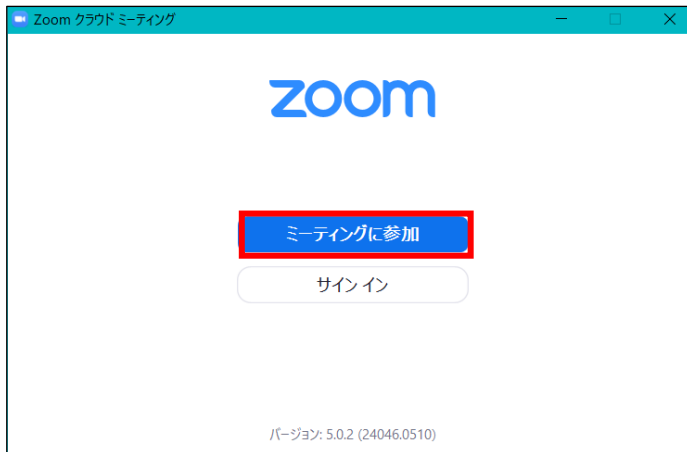 Zoom クラウド ミーティング
zoom
ミーティングに参加
サイン イン
バージョン: 5.0.2 (24046.0510)